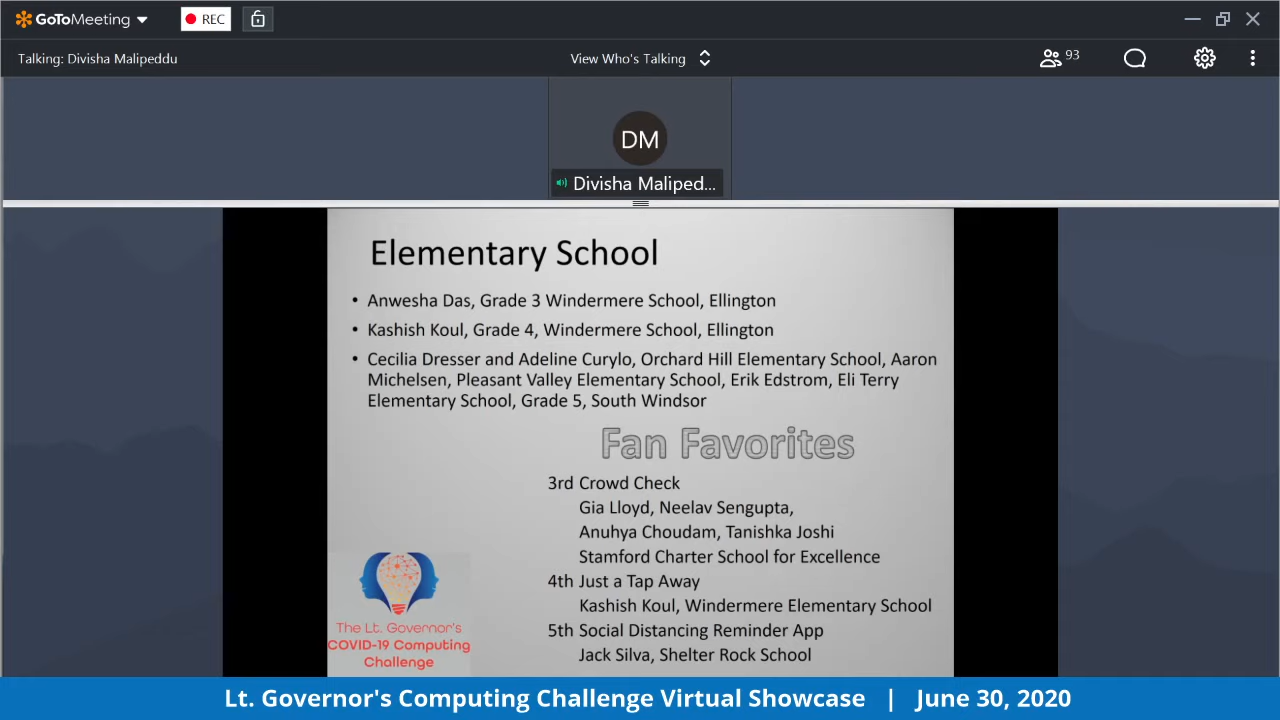 GoToMeeting
REC
Talking: Divisha Malipeddu
View Who's Talking
93
DM
Divisha Maliped...
Elementary School
• Anwesha Das, Grade 3 Windermere School, Ellington
• Kashish Koul, Grade 4, Windermere School, Ellington
• Cecilia Dresser and Adeline Curylo, Orchard Hill Elementary School, Aaron
Michelsen, Pleasant Valley Elementary School, Erik Edstrom, Eli Terry
Elementary School, Grade 5, South Windsor
Fan Favorites
3rd Crowd Check
Gia Lloyd, Neelav Sengupta,
Anuhya Choudam, Tanishka Joshi
Stamford Charter School for Excellence
4th Just a Tap Away
Kashish Koul, Windermere Elementary School
5th Social Distancing Reminder App
Jack Silva, Shelter Rock School
The Lt. Governor's
COVID-19 Computing
Challenge
Lt. Governor's Computing Challenge Virtual Showcase | June 30, 2020